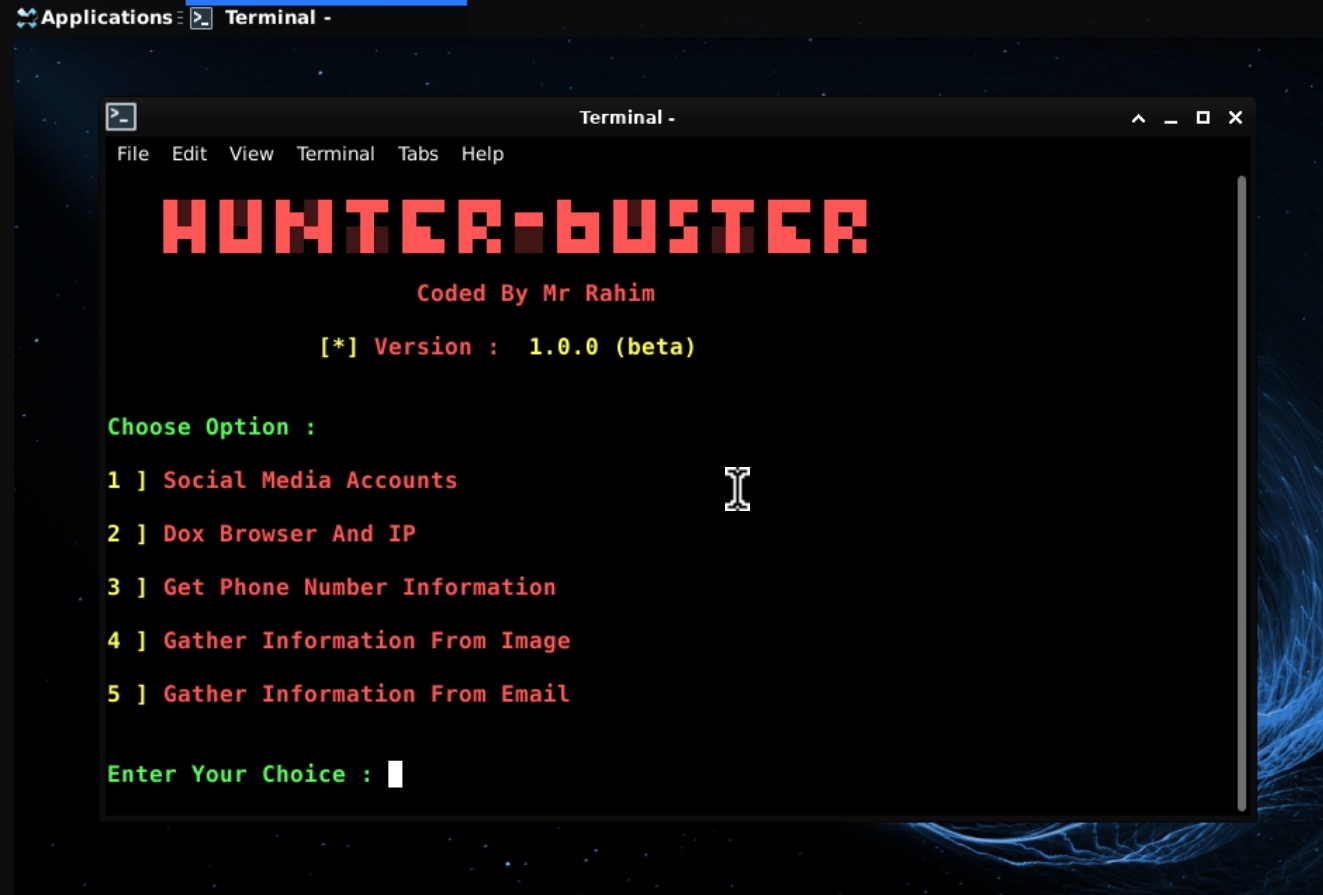 Applications Terminal -
Terminal -
File Edit View Terminal Tabs Help
HUNTER-bUSTER
Coded By Mr Rahim
[*] Version : 1.0.0 (beta)
Choose Option :
1 ] Social Media Accounts
2 ] Dox Browser And IP
3 ] Get Phone Number Information
4 ] Gather Information From Image
5 ] Gather Information From Email
Enter Your Choice :